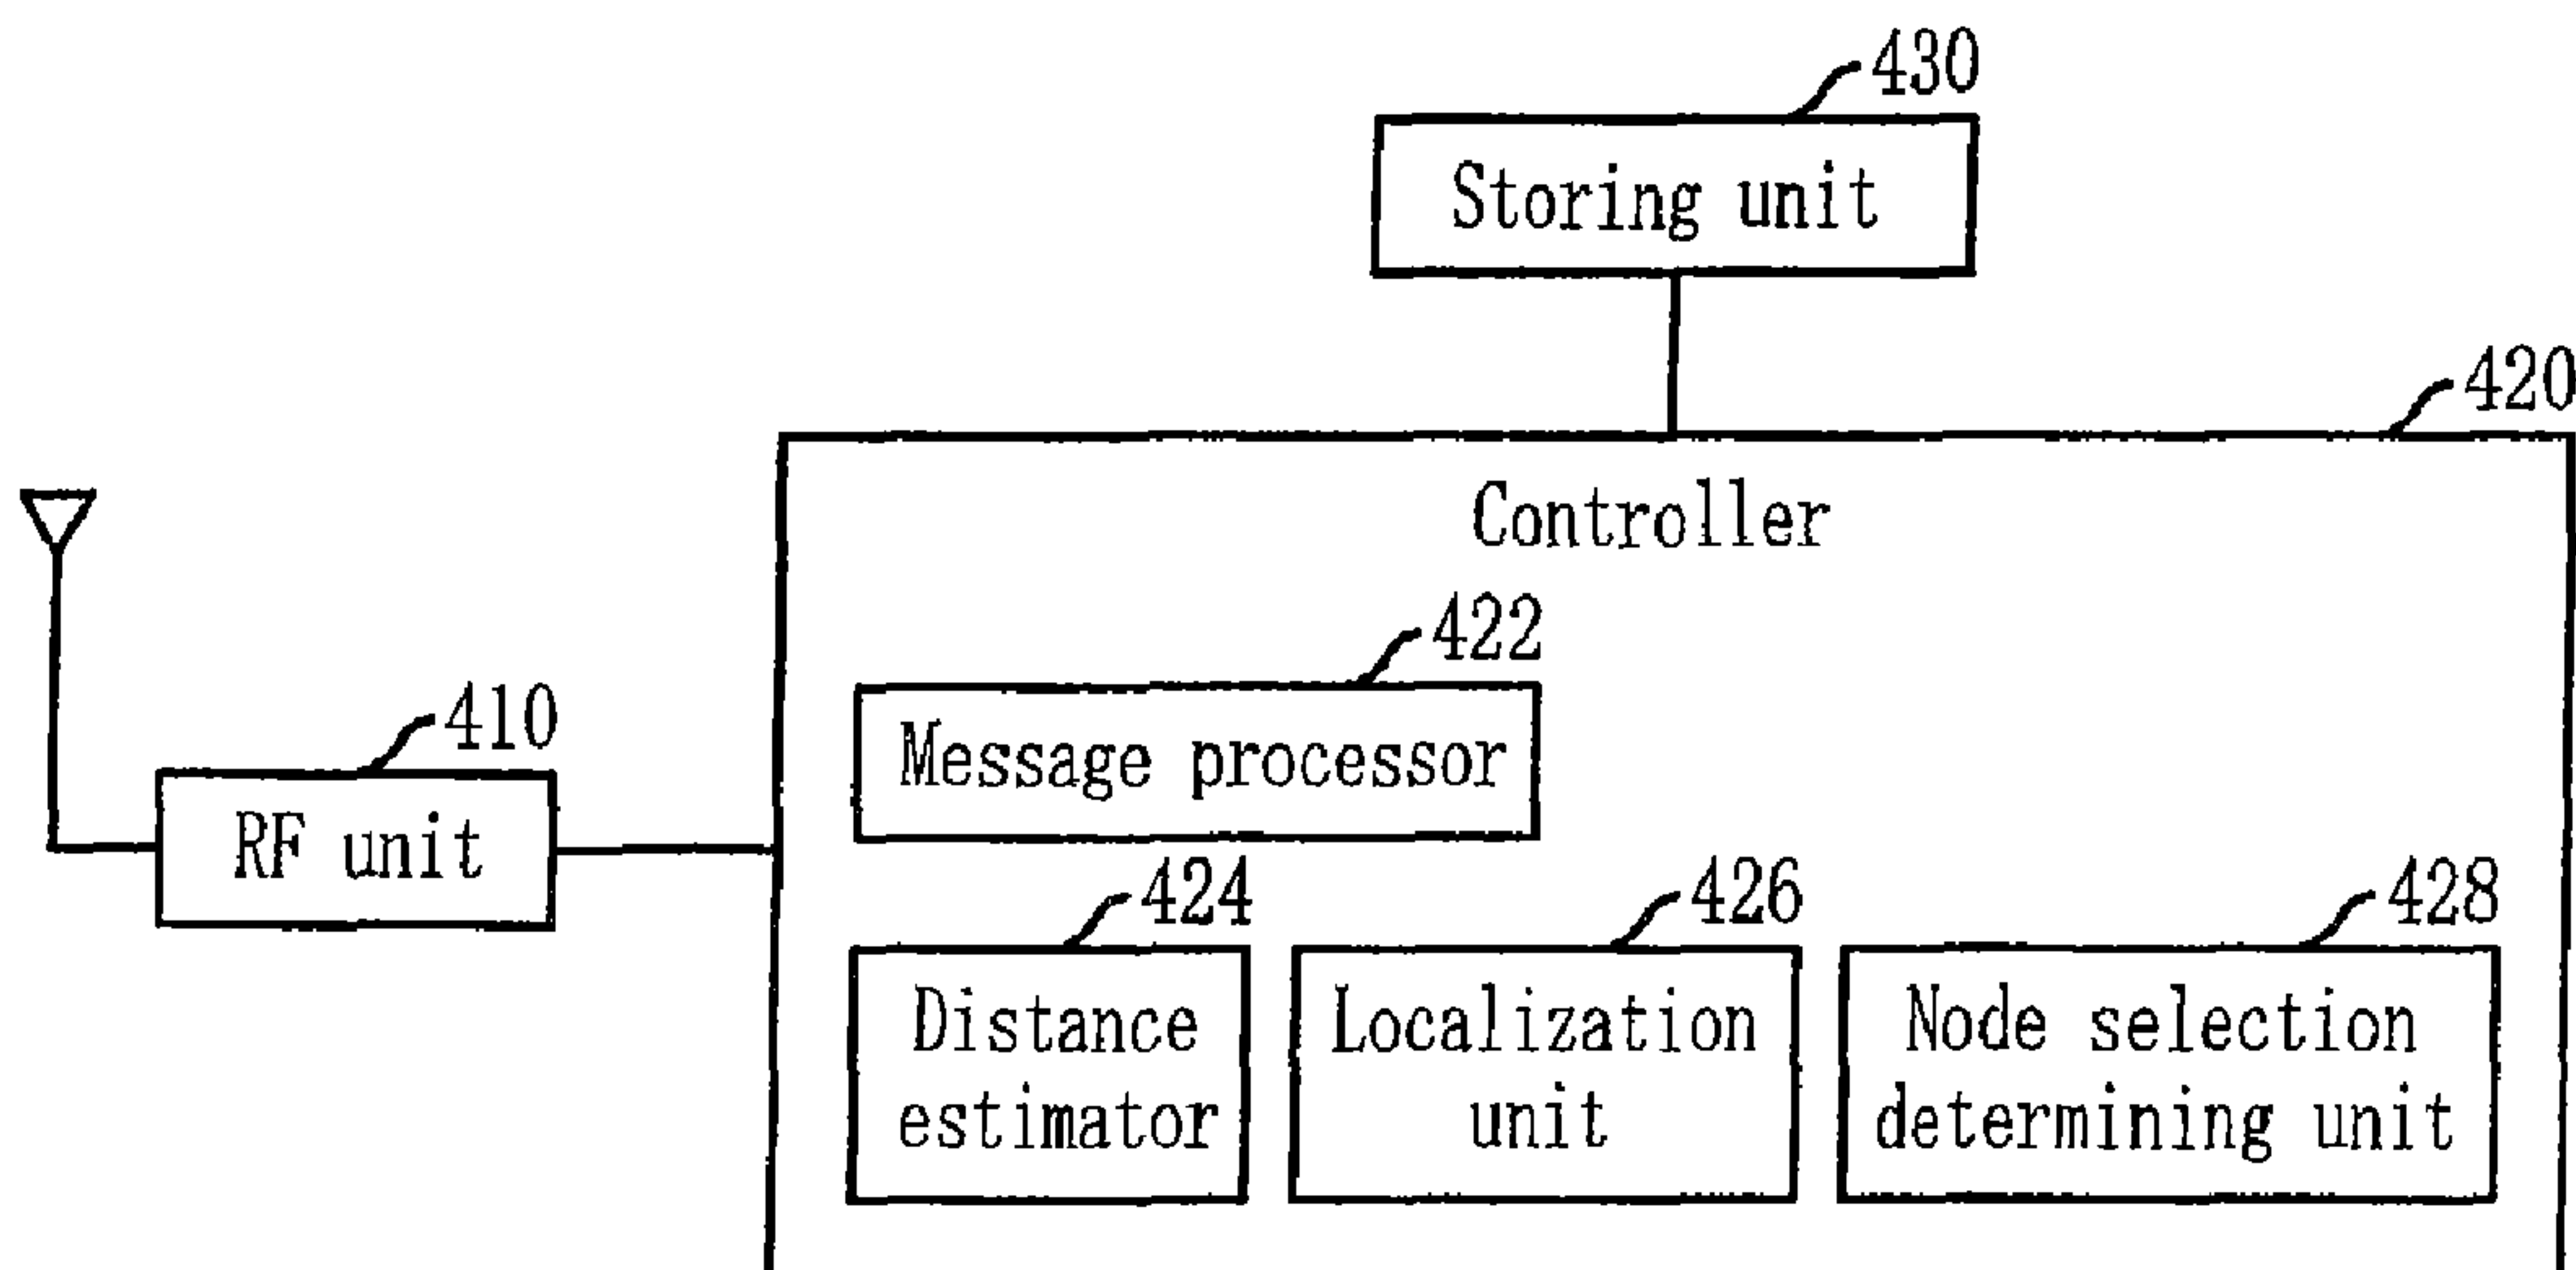 430
Storing unit
420
Controller
422
Message processor
410
RF unit
424
Distance
estimator
426
Localization
unit
428
Node selection
determining unit